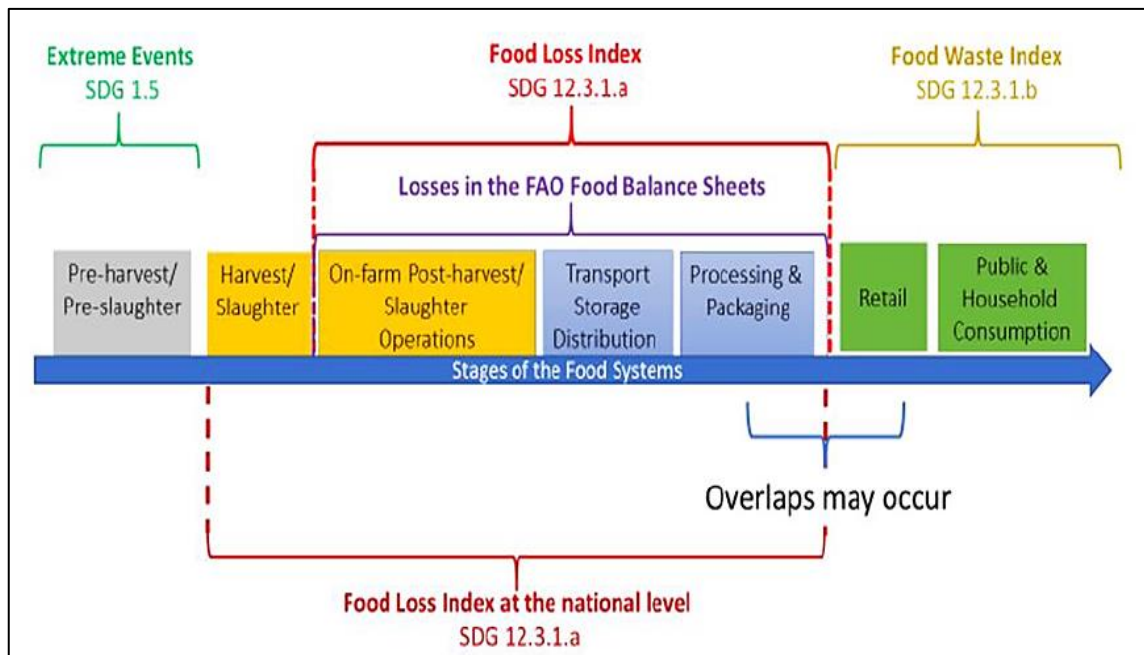 Extreme Events
SDG 1.5
Food Loss Index
SDG 12.3.1.a
Food Waste Index
SDG 12.3.1.b
Losses in the FAO Food Balance Sheets
Pre-harvest/
Pre-slaughter
Harvest/
Slaughter
On-farm Post-harvest/
Slaughter
Operations
Transport
Storage
Distribution
Processing &
Packaging
Retail
Public &
Household
Consumption
Stages of the Food Systems
Overlaps may occur
Food Loss Index at the national level
SDG 12.3.1.a